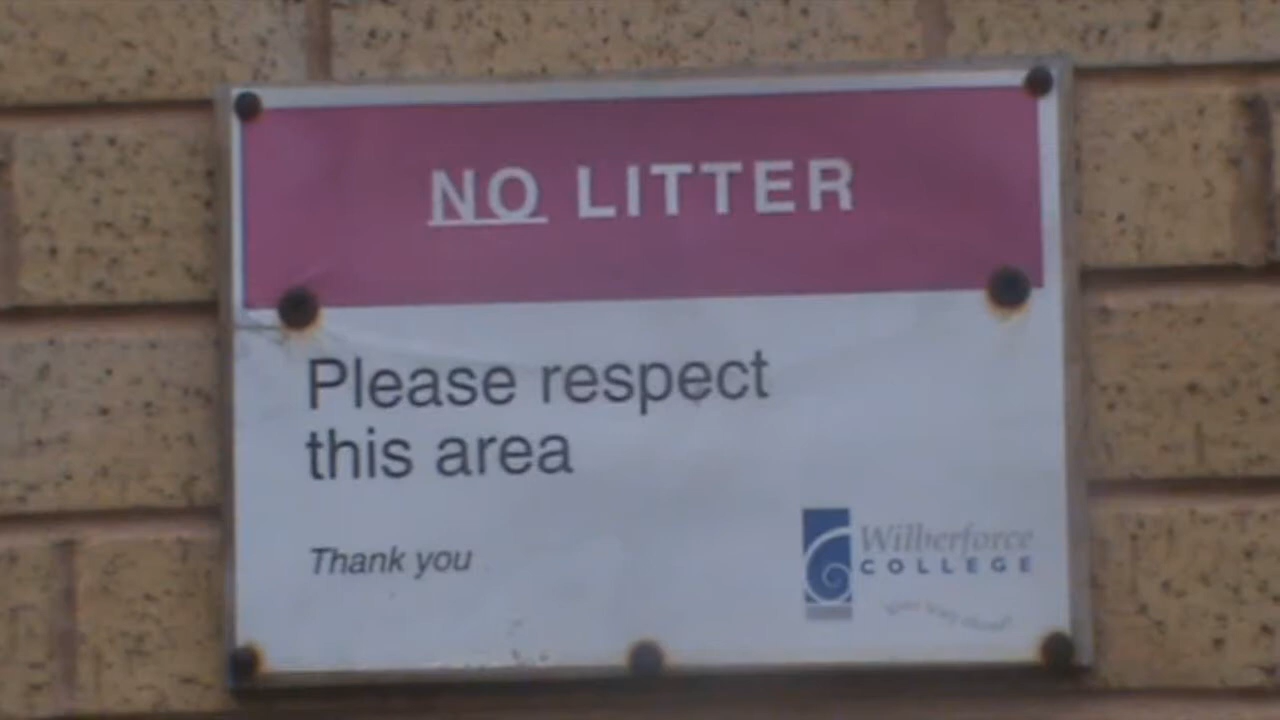 NO LITTER
Please respect
this area
Thank you
Wilberforce
COLLEGE